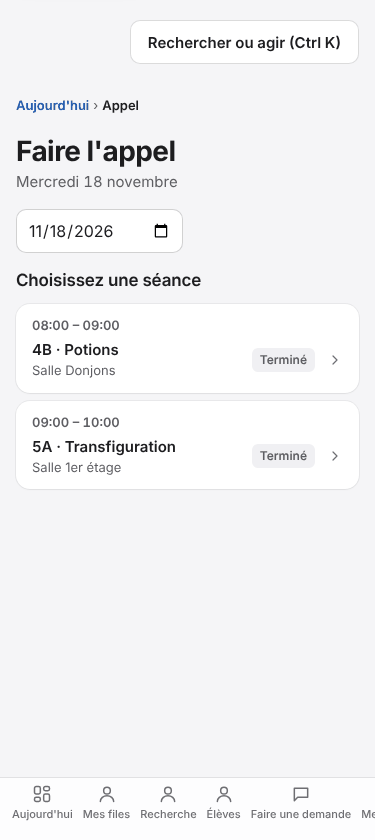 Rechercher ou agir (Ctrl K)
Aujourd'hui › Appel
Faire l'appel
Mercredi 18 novembre
11/18/2026
Choisissez une séance
08:00 – 09:00
4B · Potions
Salle Donjons
Terminé
09:00 – 10:00
5A · Transfiguration
Salle 1er étage
Terminé
Aujourd'hui
Mes files
Recherche
Élèves
Faire une demande
Me